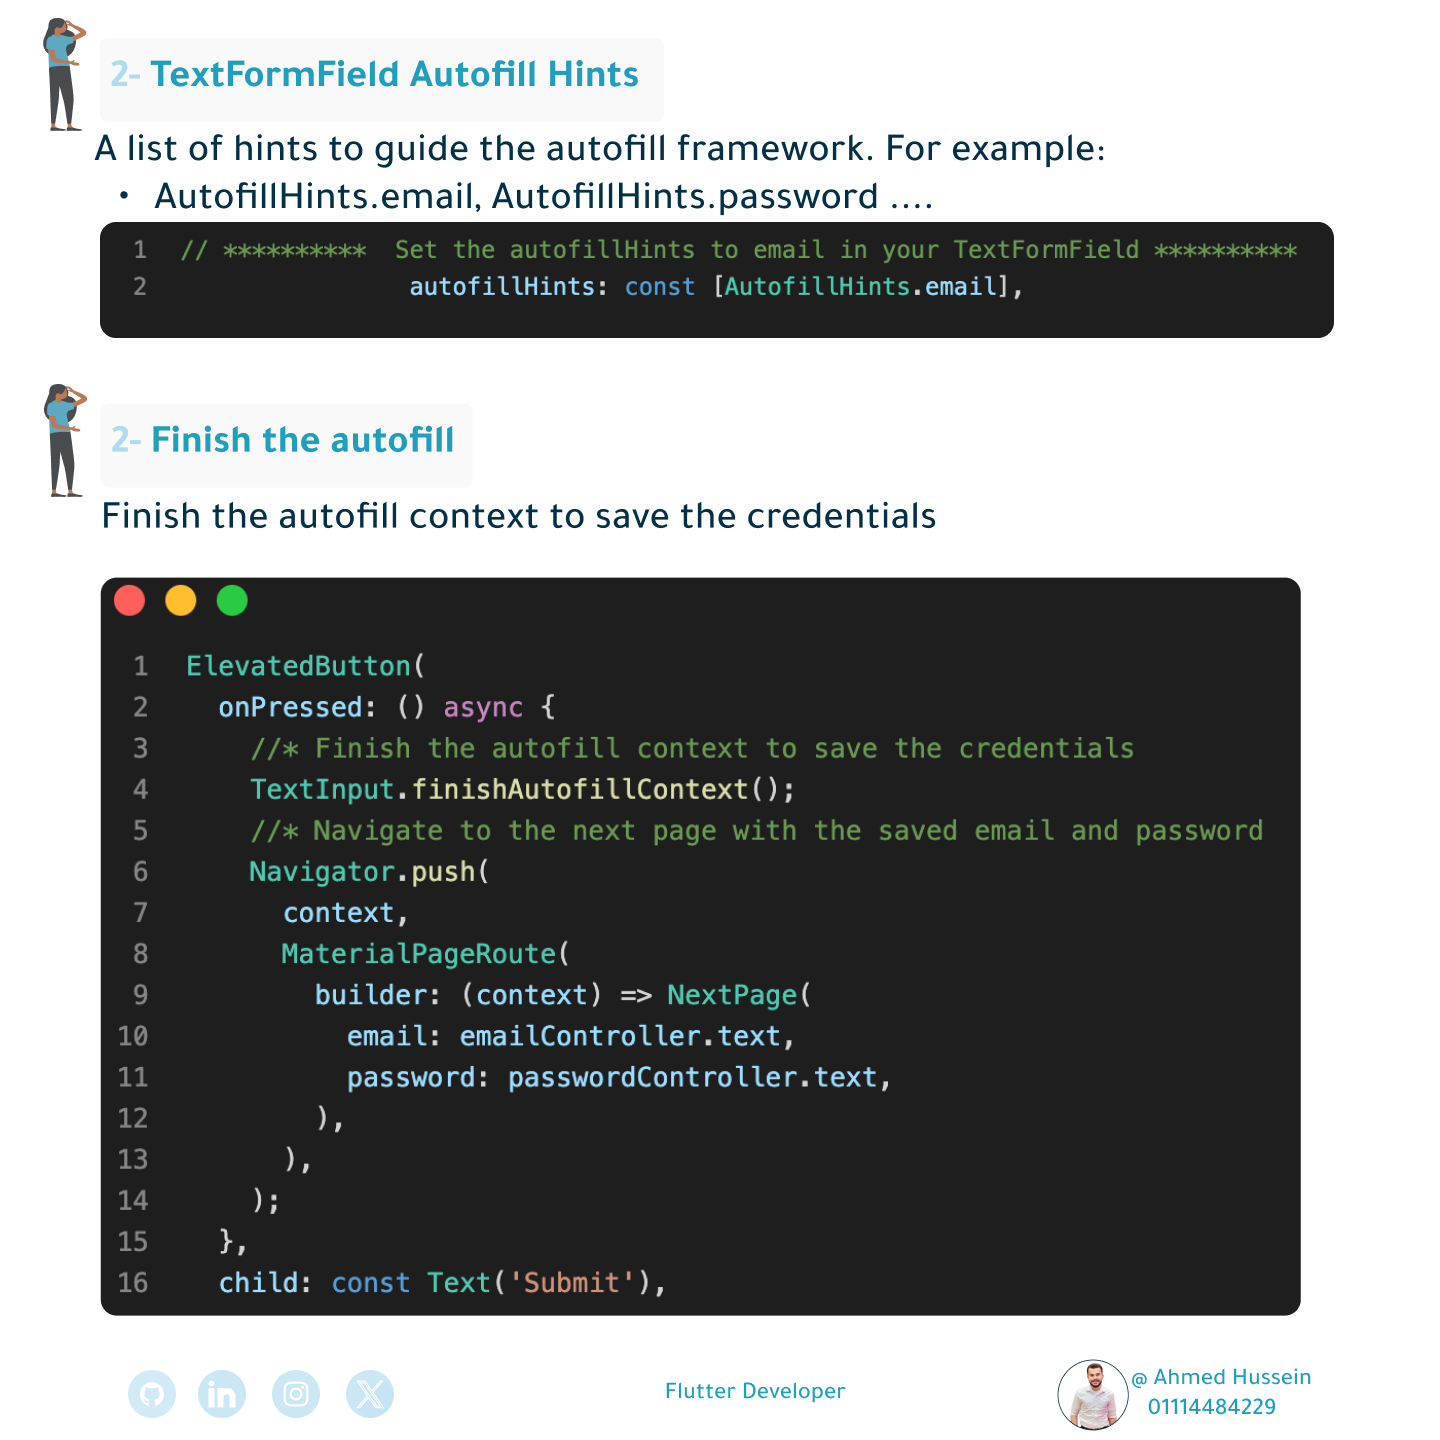 2- TextFormField Autofill Hints
A list of hints to guide the autofill framework. For example:
• AutofillHints.email, AutofillHints.password ....
1 // ********** Set the autofillHints to email in your TextFormField **********
2 autofillHints: const [AutofillHints.email],
2- Finish the autofill
Finish the autofill context to save the credentials
1 ElevatedButton(
2 onPressed: () async {
3 //* Finish the autofill context to save the credentials
4 TextInput.finishAutofillContext();
5 //* Navigate to the next page with the saved email and password
6 Navigator.push(
7 context,
8 MaterialPageRoute(
9 builder: (context) => NextPage(
10 email: emailController.text,
11 password: passwordController.text,
12 ),
13 ),
14 );
15 },
16 child: const Text('Submit'),
Flutter Developer
@ Ahmed Hussein
01114484229